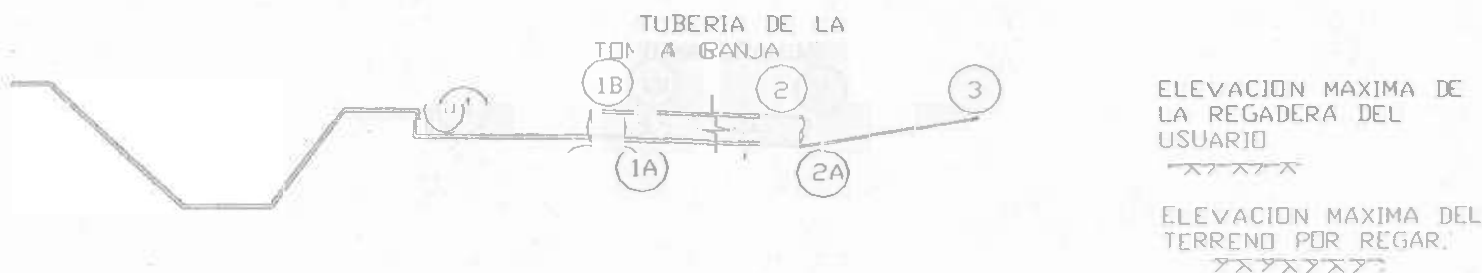 TUBERIA DE LA
A GRANJA
1B
2
3
1A
2A
ELEVACION MAXIMA DE
LA REGADERA DEL
USUARIO
ELEVACION MAXIMA DEL
TERRENO POR REGAR.